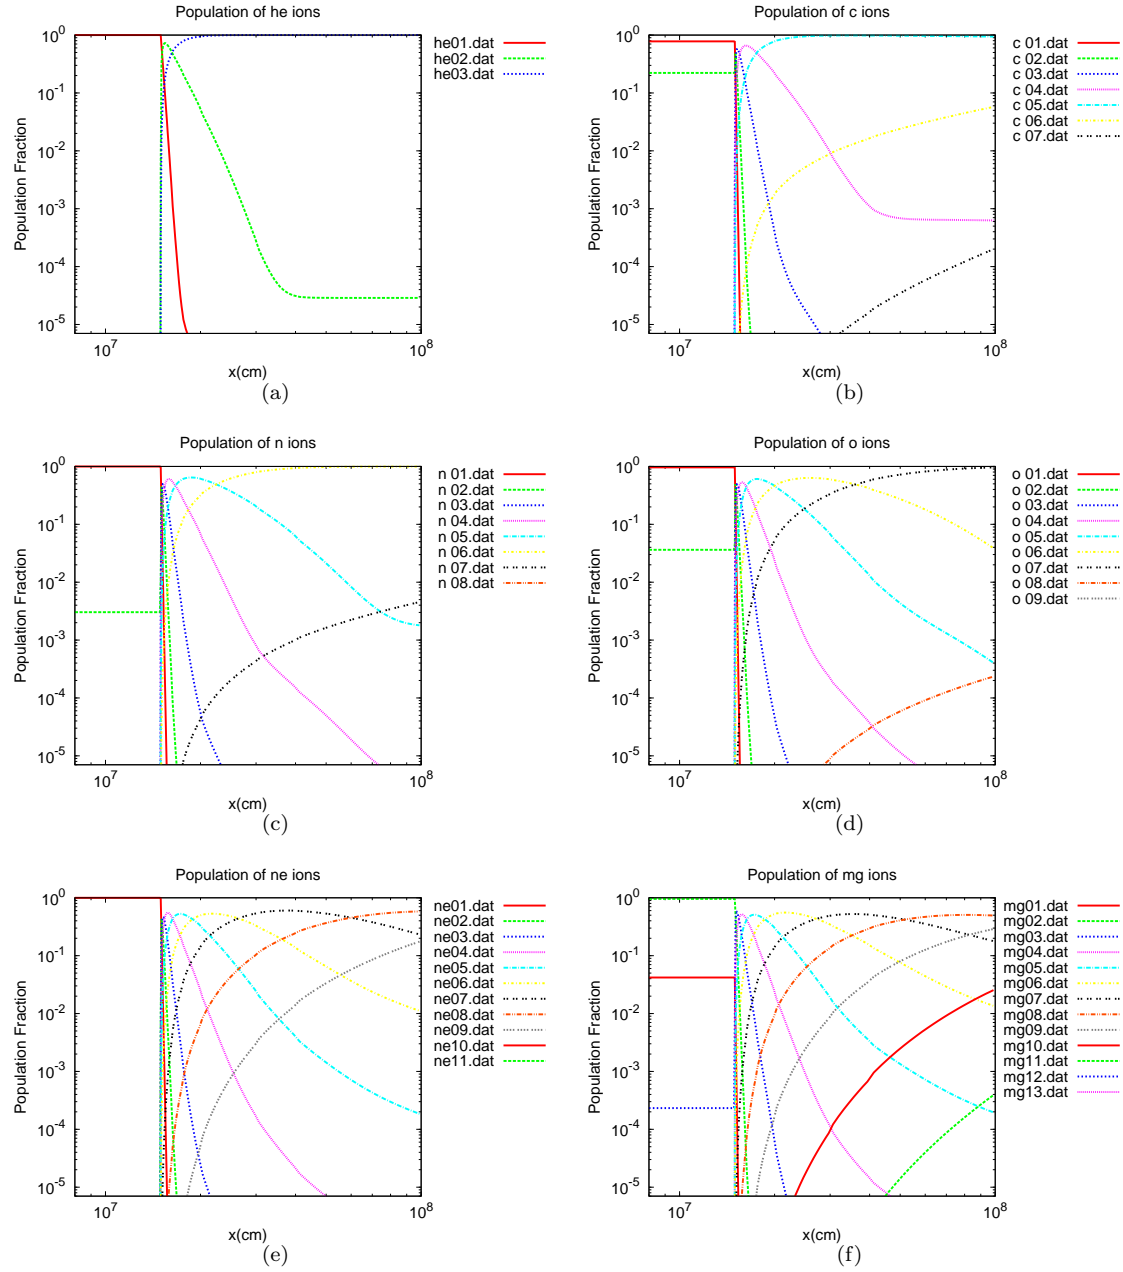 Population of he ions
Population Fraction
10^0
10^-1
10^-2
10^-3
10^-4
10^-5
10^7
10^8
x(cm)
he01.dat
he02.dat
he03.dat
(a)
Population of c ions
Population Fraction
10^0
10^-1
10^-2
10^-3
10^-4
10^-5
10^7
10^8
x(cm)
c 01.dat
c 02.dat
c 03.dat
c 04.dat
c 05.dat
c 06.dat
c 07.dat
(b)
Population of n ions
Population Fraction
10^0
10^-1
10^-2
10^-3
10^-4
10^-5
10^7
10^8
x(cm)
n 01.dat
n 02.dat
n 03.dat
n 04.dat
n 05.dat
n 06.dat
n 07.dat
n 08.dat
(c)
Population of o ions
Population Fraction
10^0
10^-1
10^-2
10^-3
10^-4
10^-5
10^7
10^8
x(cm)
o 01.dat
o 02.dat
o 03.dat
o 04.dat
o 05.dat
o 06.dat
o 07.dat
o 08.dat
o 09.dat
(d)
Population of ne ions
Population Fraction
10^0
10^-1
10^-2
10^-3
10^-4
10^-5
10^7
10^8
x(cm)
ne01.dat
ne02.dat
ne03.dat
ne04.dat
ne05.dat
ne06.dat
ne07.dat
ne08.dat
ne09.dat
ne10.dat
ne11.dat
(e)
Population of mg ions
Population Fraction
10^0
10^-1
10^-2
10^-3
10^-4
10^-5
10^7
10^8
x(cm)
mg01.dat
mg02.dat
mg03.dat
mg04.dat
mg05.dat
mg06.dat
mg07.dat
mg08.dat
mg09.dat
mg10.dat
mg11.dat
mg12.dat
mg13.dat
(f)